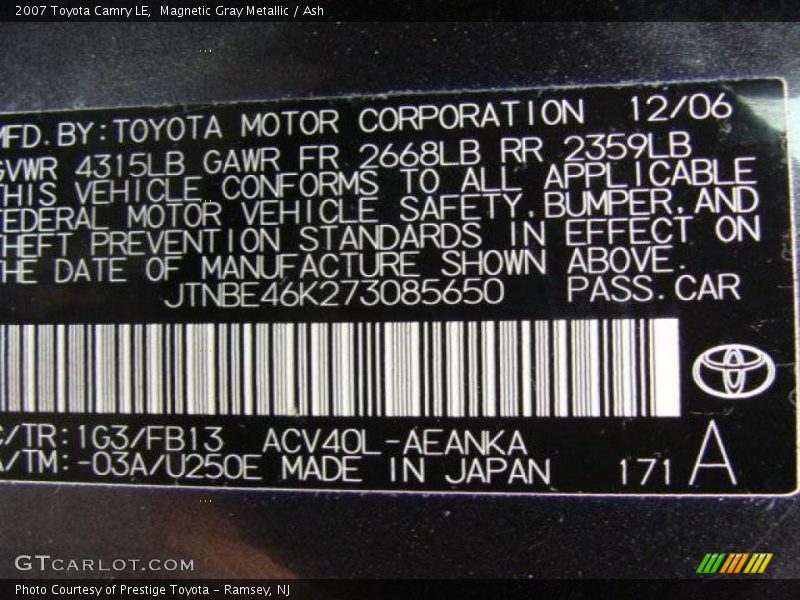 2007 Toyota Camry LE, Magnetic Gray Metallic / Ash
MFD. BY: TOYOTA MOTOR CORPORATION 12/06
GVWR 4315LB GAWR FR 2668LB RR 2359LB
THIS VEHICLE CONFORMS TO ALL APPLICABLE
FEDERAL MOTOR VEHICLE SAFETY, BUMPER, AND
THEFT PREVENTION STANDARDS IN EFFECT ON
THE DATE OF MANUFACTURE SHOWN ABOVE.
JTNBE46K273085650 PASS. CAR
C/TR: 1G3/FB13 ACV40L-AEANKA
A/TM: -03A/U250E MADE IN JAPAN 171 A
GTCARLOT.COM
Photo Courtesy of Prestige Toyota - Ramsey, NJ